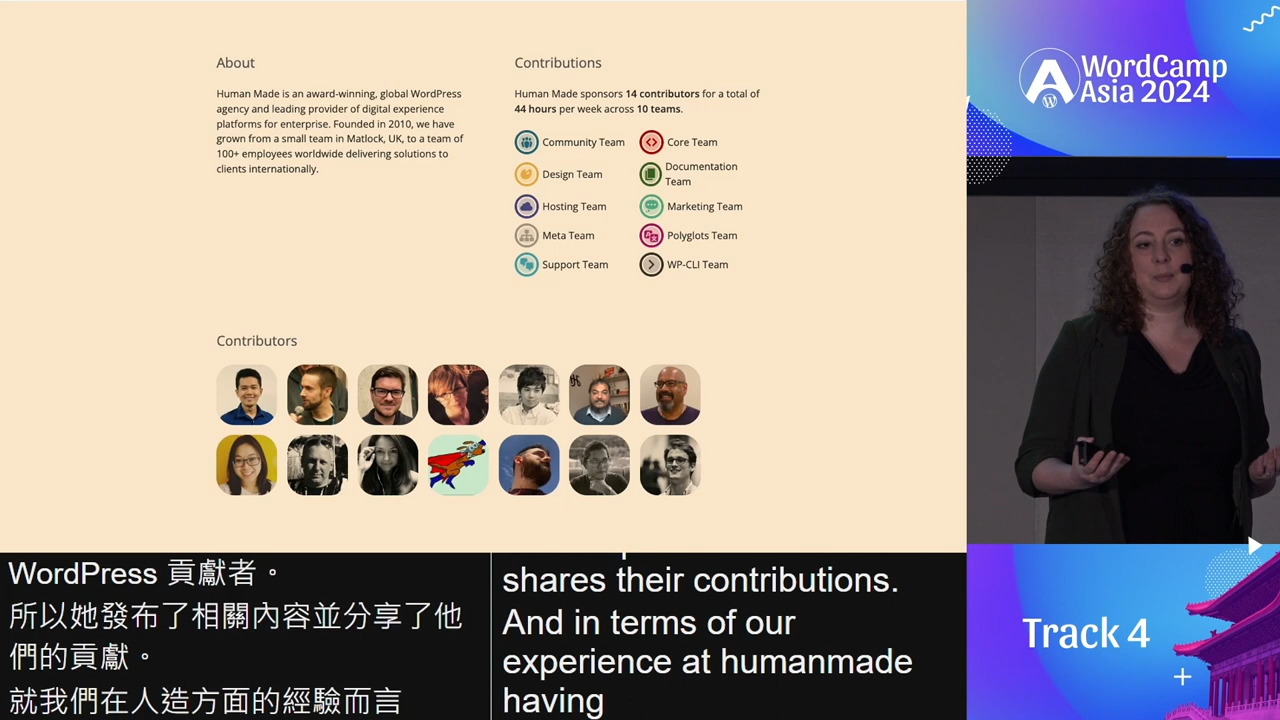 About
Human Made is an award-winning, global WordPress
agency and leading provider of digital experience
platforms for enterprise. Founded in 2010, we have
grown from a small team in Matlock, UK, to a team of
100+ employees worldwide delivering solutions to
clients internationally.
Contributions
Human Made sponsors 14 contributors for a total of
44 hours per week across 10 teams.
Community Team
Core Team
Design Team
Documentation
Team
Hosting Team
Marketing Team
Meta Team
Polyglots Team
Support Team
WP-CLI Team
Contributors
WordPress 貢獻者。
所以她發布了相關內容並分享了他
們的貢獻。
就我們在人造方面的經驗而言
shares their contributions.
And in terms of our
experience at humanmade
having
WordCamp
Asia 2024
Track 4